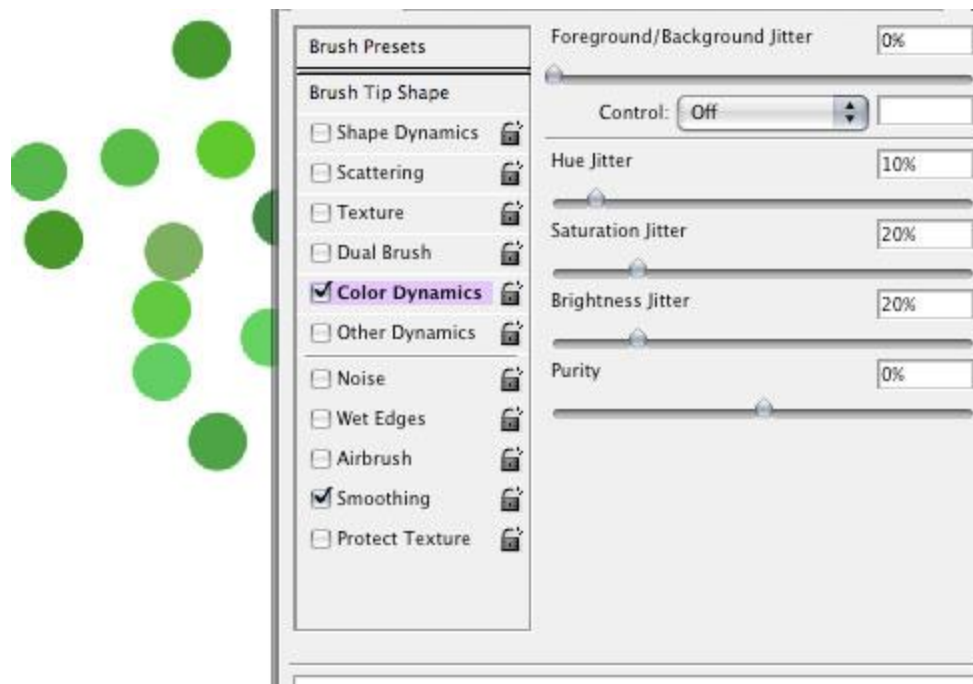 Brush Presets
Brush Tip Shape
Shape Dynamics
Scattering
Texture
Dual Brush
Color Dynamics
Other Dynamics
Noise
Wet Edges
Airbrush
Smoothing
Protect Texture
Foreground/Background Jitter 0%
Control: Off
Hue Jitter 10%
Saturation Jitter 20%
Brightness Jitter 20%
Purity 0%